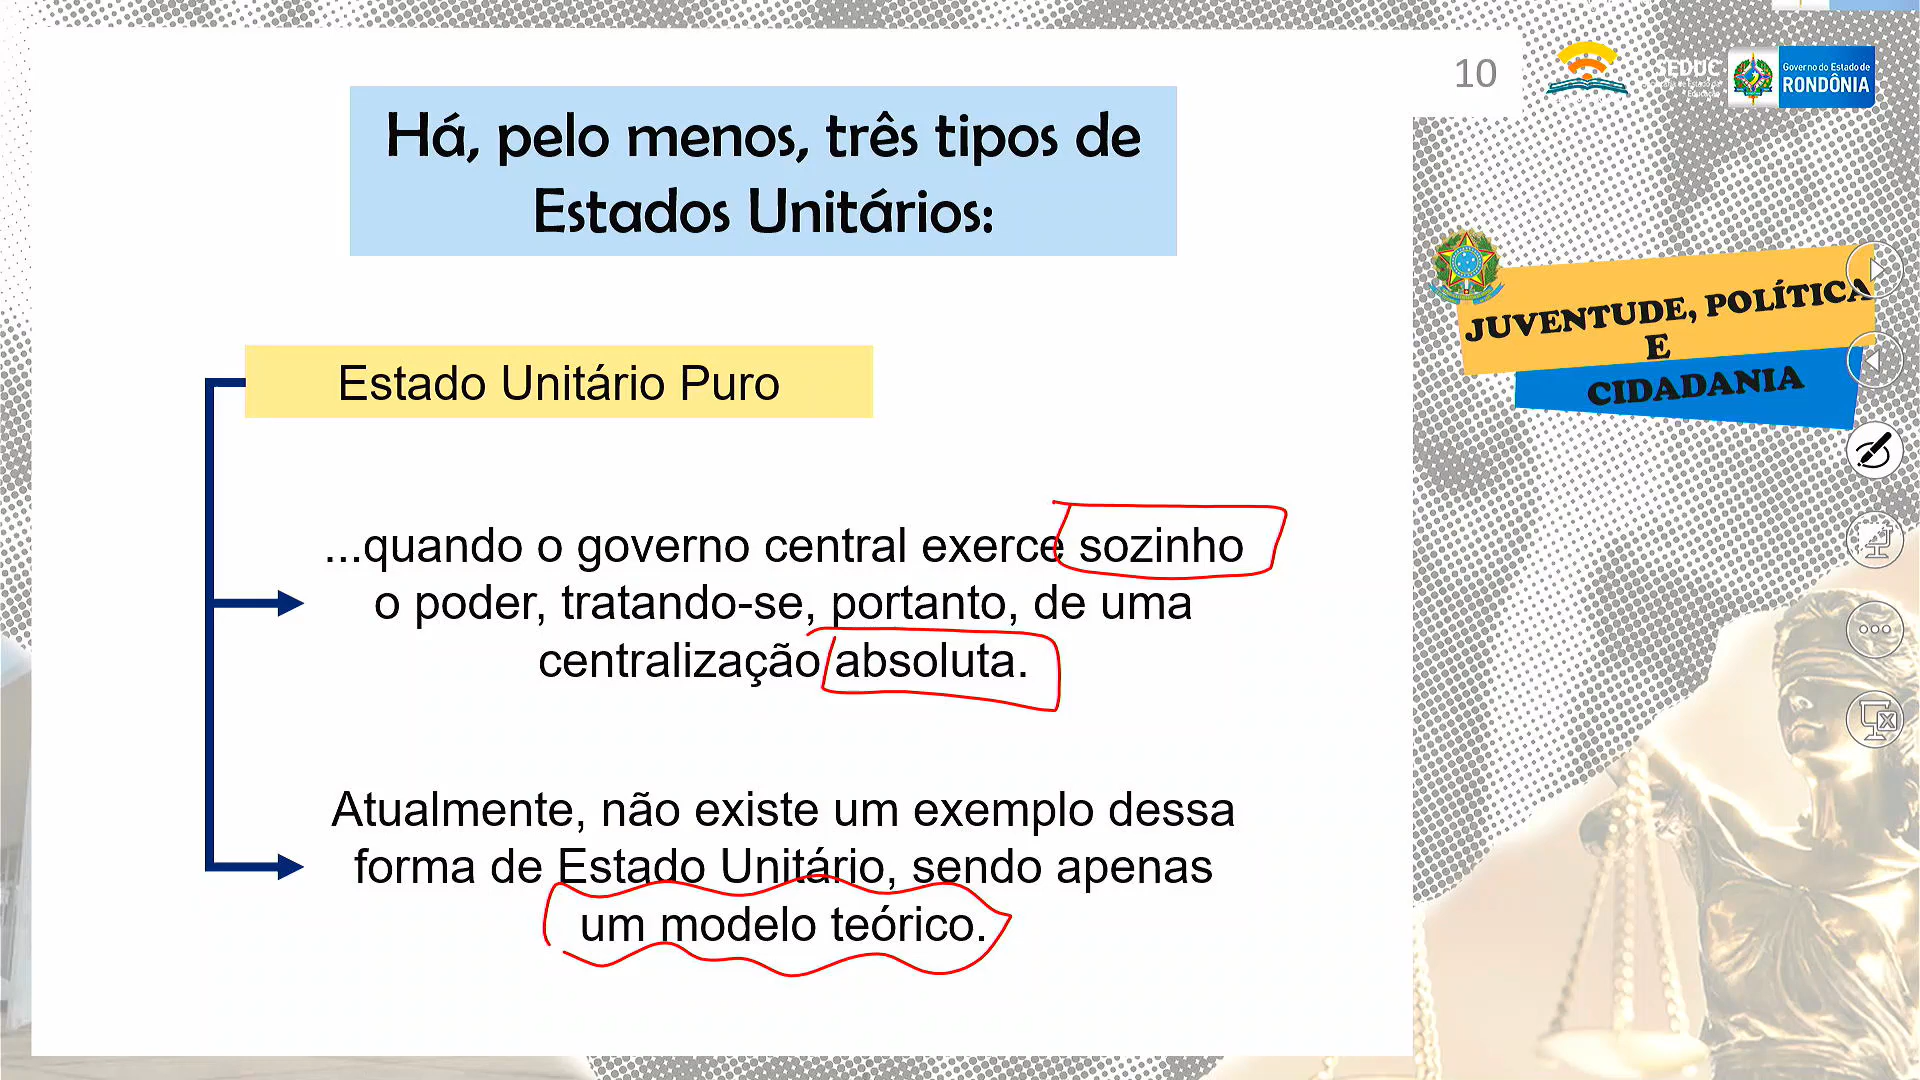 10
SEDUC
Governo do Estado de
RONDÔNIA
Há, pelo menos, três tipos de
Estados Unitários:
JUVENTUDE, POLÍTICA
E
CIDADANIA
Estado Unitário Puro
...quando o governo central exerce sozinho
o poder, tratando-se, portanto, de uma
centralização absoluta.
Atualmente, não existe um exemplo dessa
forma de Estado Unitário, sendo apenas
um modelo teórico.